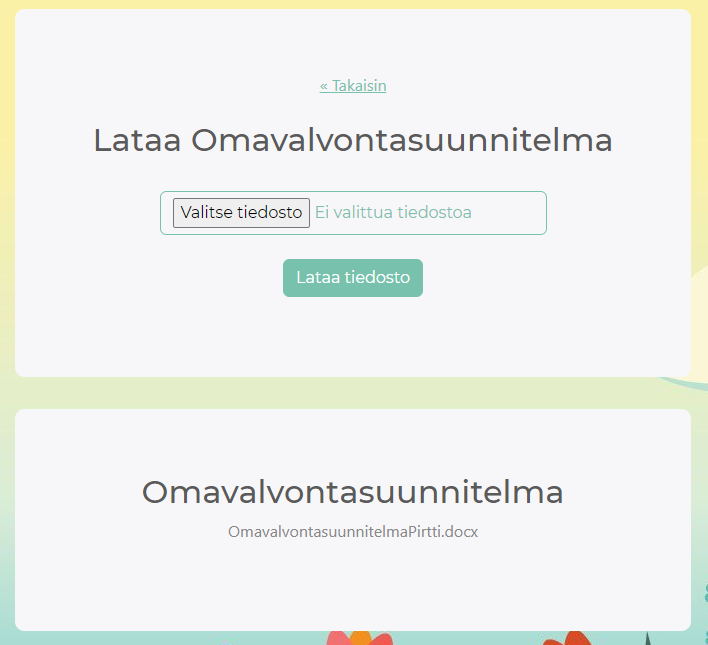 « Takaisin
Lataa Omavalvontasuunnitelma
Valitse tiedosto Ei valittua tiedostoa
Lataa tiedosto
Omavalvontasuunnitelma
OmavalvontasuunnitelmaPirtti.docx